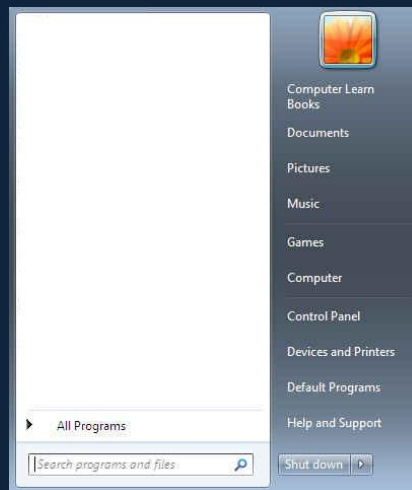 Computer Learn
Books
Documents
Pictures
Music
Games
Computer
Control Panel
Devices and Printers
Default Programs
Help and Support
All Programs
Search programs and files
Shut down